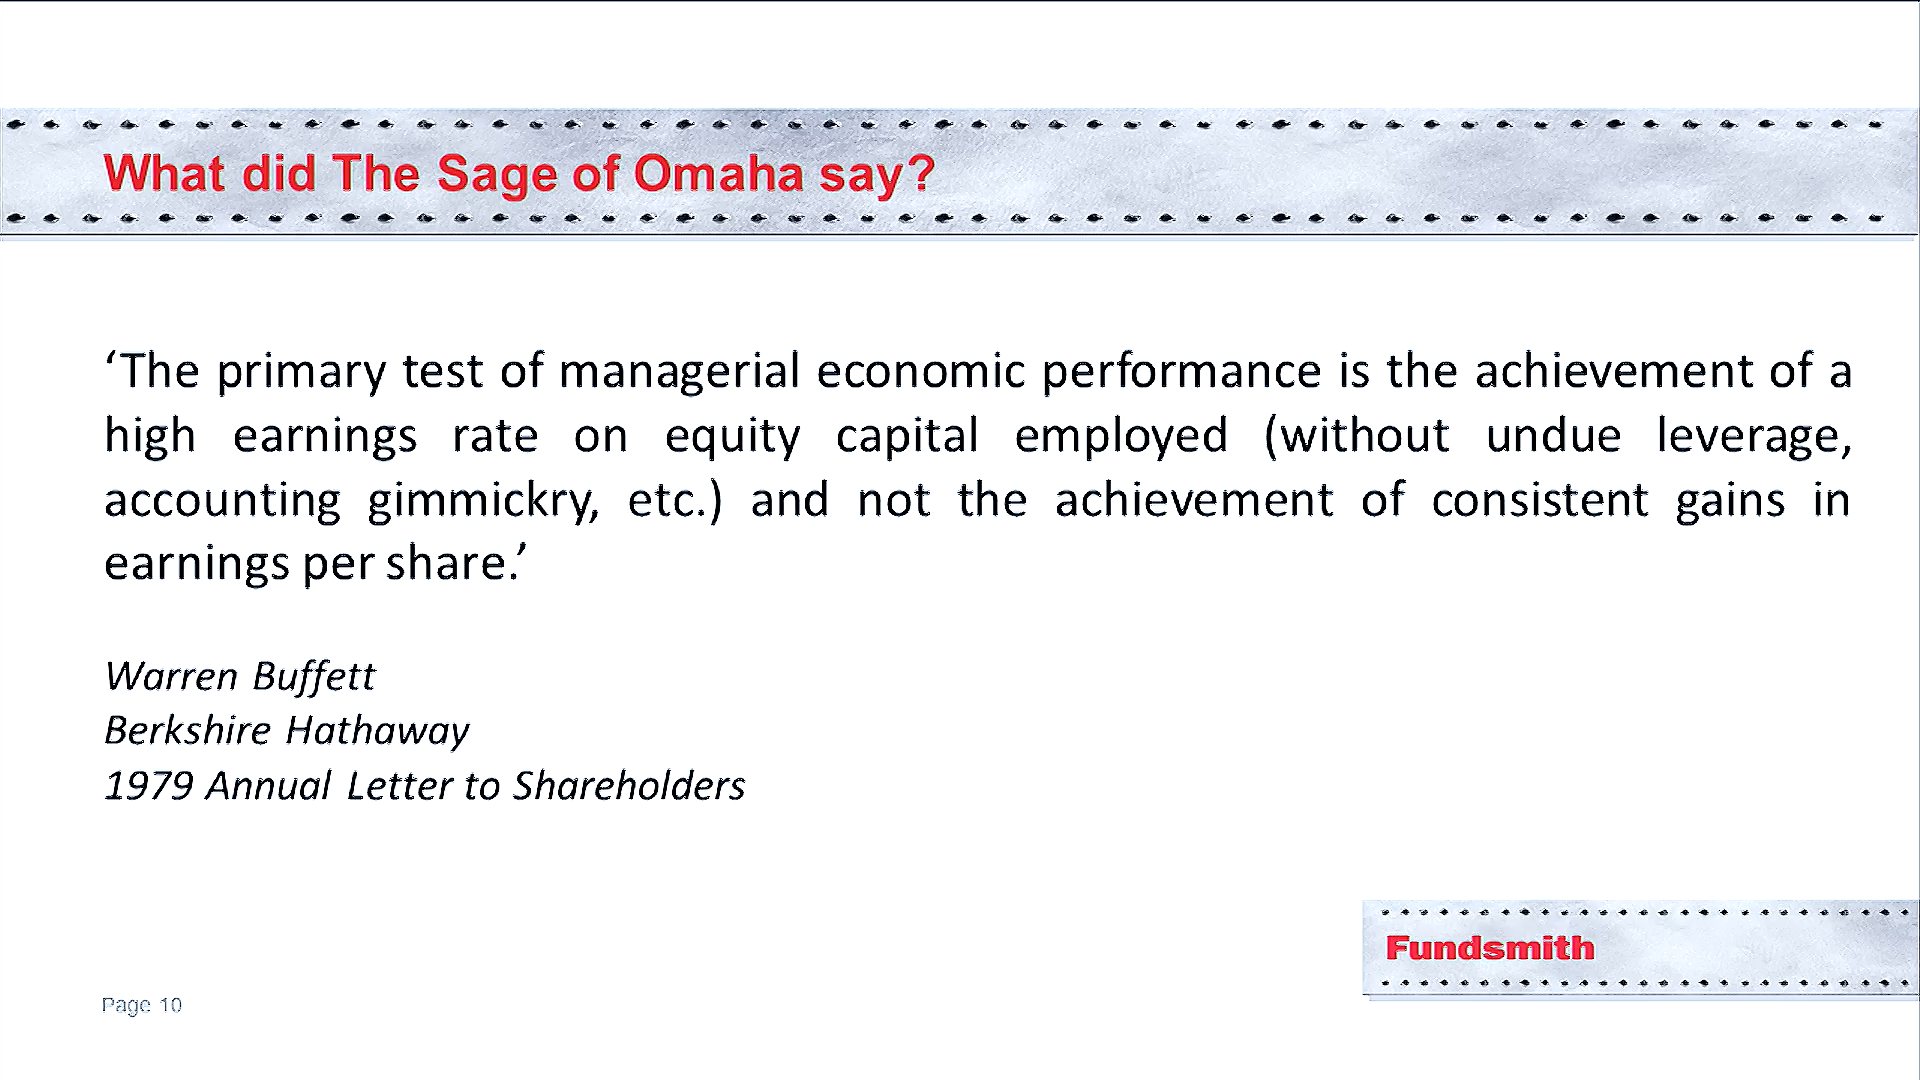 What did The Sage of Omaha say?
‘The primary test of managerial economic performance is the achievement of a
high earnings rate on equity capital employed (without undue leverage,
accounting gimmickry, etc.) and not the achievement of consistent gains in
earnings per share.’
Warren Buffett
Berkshire Hathaway
1979 Annual Letter to Shareholders
Fundsmith
Page 10